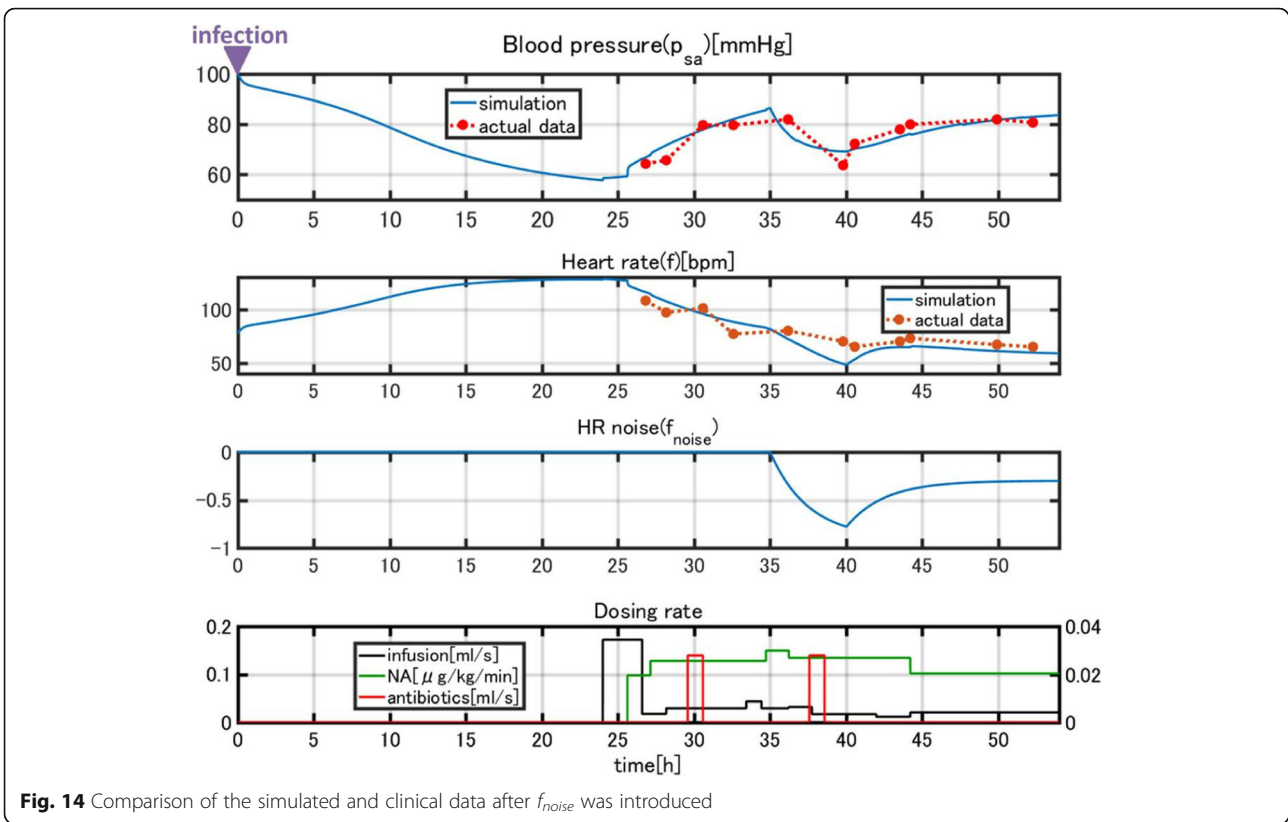 infection
Blood pressure(p_sa)[mmHg]
100
80
60
simulation
actual data
0 5 10 15 20 25 30 35 40 45 50
Heart rate(f)[bpm]
100
50
simulation
actual data
0 5 10 15 20 25 30 35 40 45 50
HR noise(f_noise)
0
-0.5
-1
0 5 10 15 20 25 30 35 40 45 50
Dosing rate
0.2
0.1
0
infusion[ml/s]
NA[μg/kg/min]
antibiotics[ml/s]
0.04
0.02
0
0 5 10 15 20 25 30 35 40 45 50
time[h]
Fig. 14 Comparison of the simulated and clinical data after f_noise was introduced